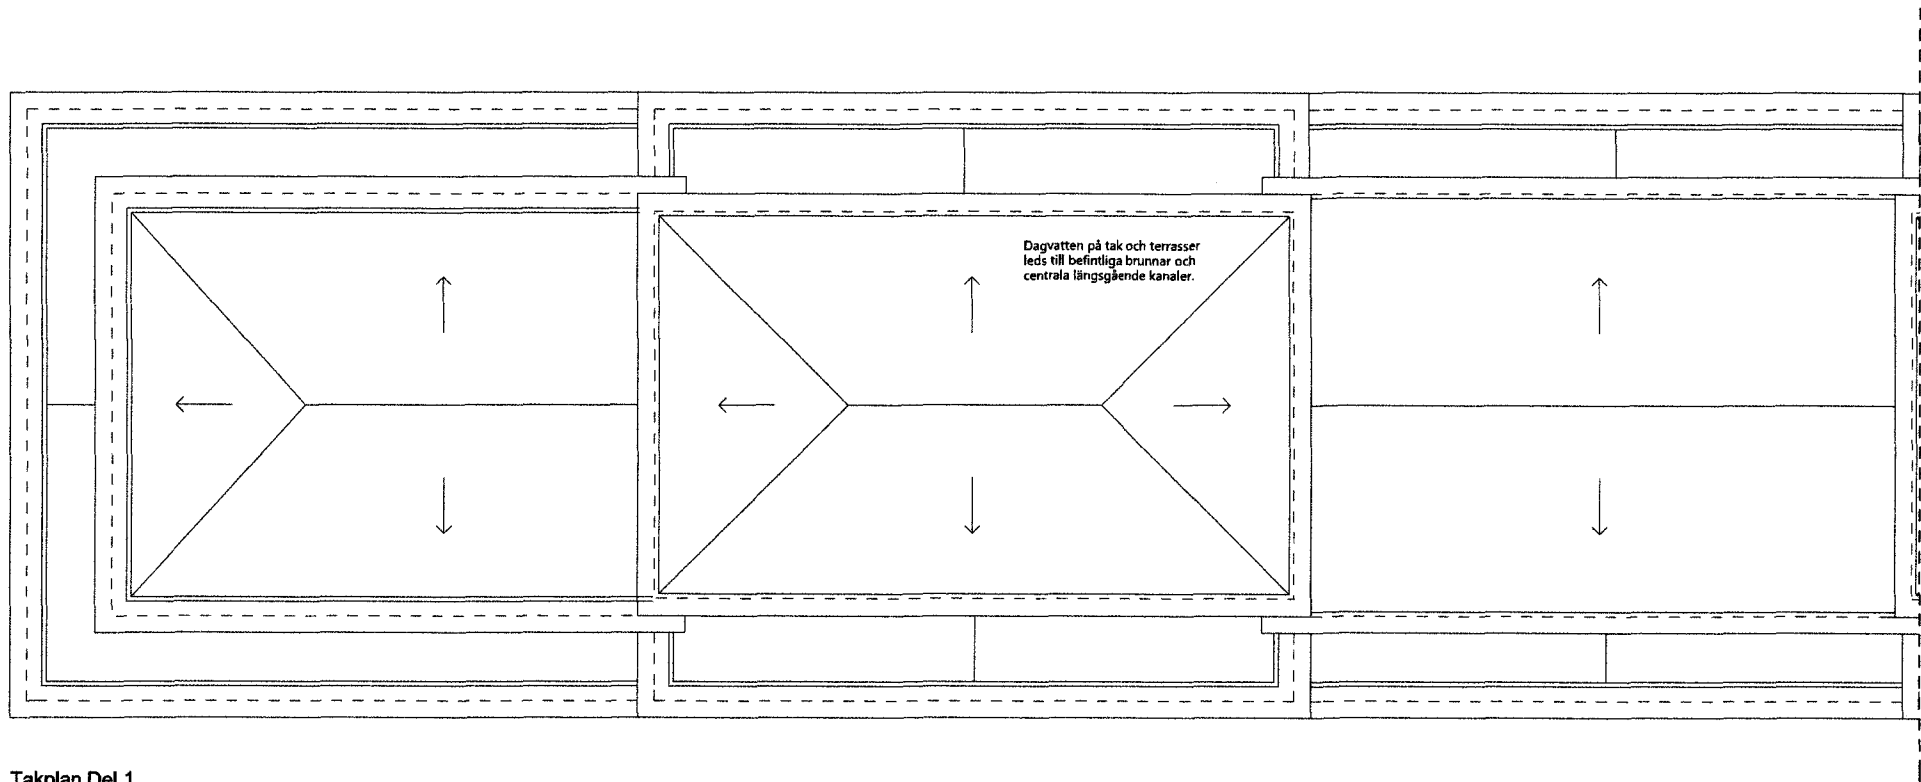 Dagvatten på tak och terrasser
leds till befintliga brunnar och
centrala längsgående kanaler.
Takplan Del 1